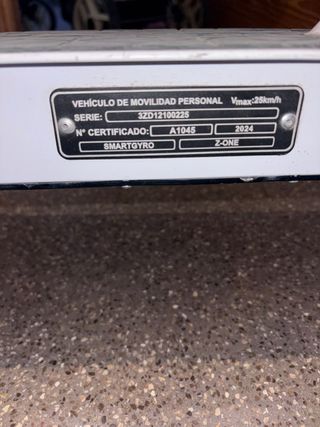 VEHÍCULO DE MOVILIDAD PERSONAL Vmax:25km/h
SERIE: 3ZD12100225
Nº CERTIFICADO: A1045 2024
SMARTGYRO Z-ONE